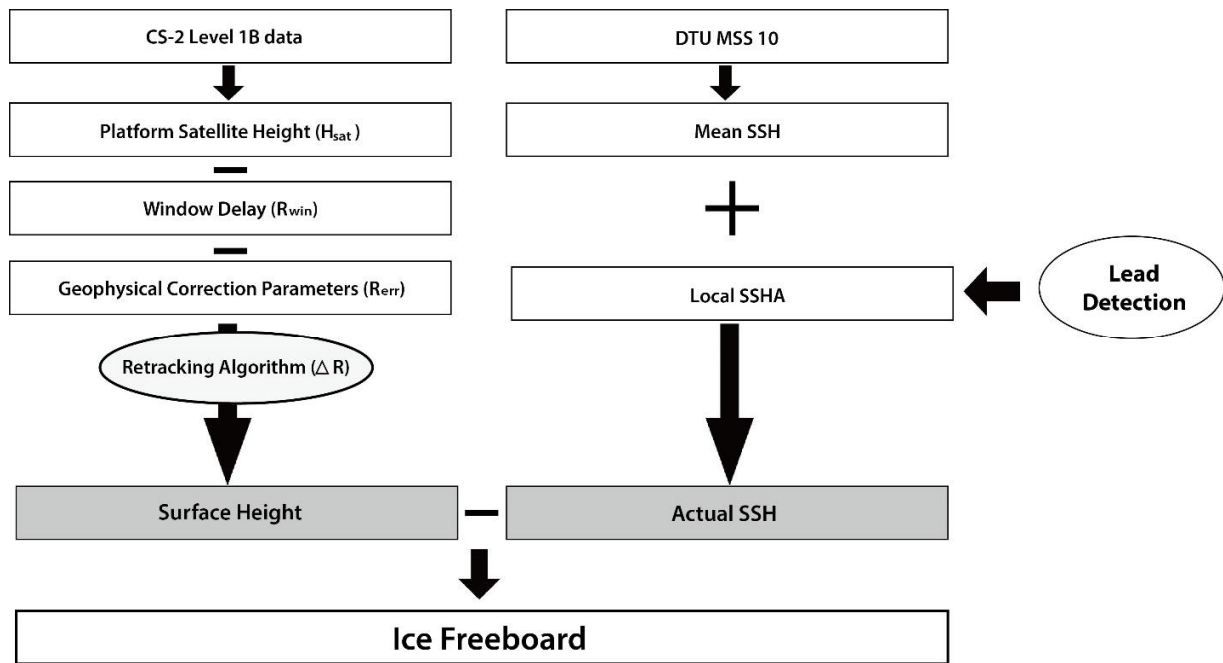 CS-2 Level 1B data
Platform Satellite Height (Hsat )
Window Delay (Rwin)
Geophysical Correction Parameters (Rerr)
Retracking Algorithm (△ R)
Surface Height
DTU MSS 10
Mean SSH
Local SSHA
Lead
Detection
Actual SSH
Ice Freeboard